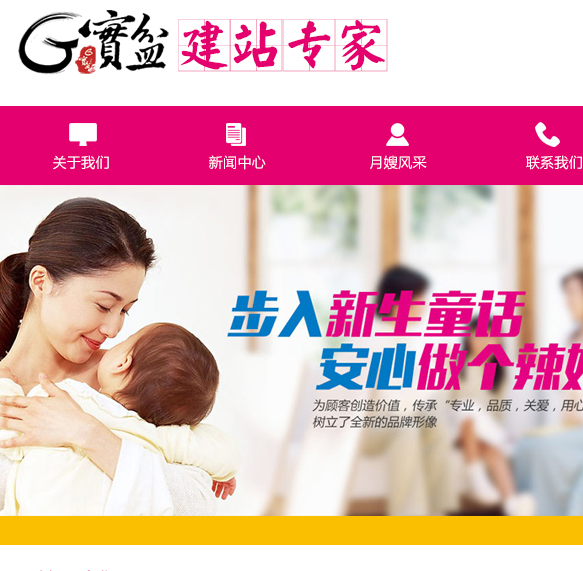 G寳盆 建站专家
关于我们 新闻中心 月嫂风采 联系我们
步入新生童话
安心做个辣
为顾客创造价值，传承“专业，品质，关爱，用心
树立了全新的品牌形像